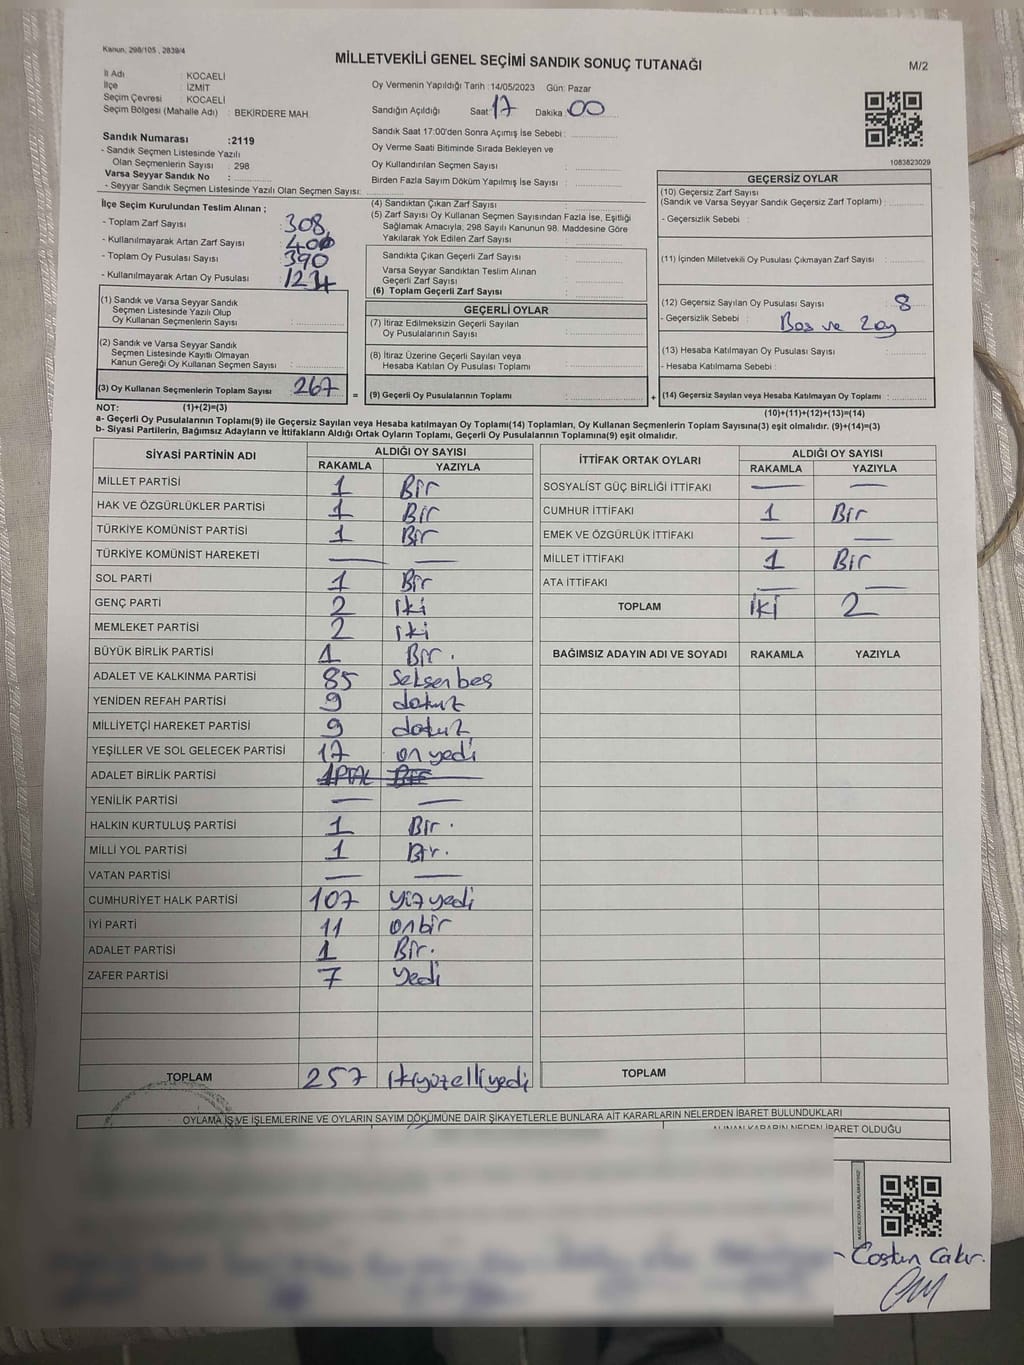 Kanun; 298/105 , 2839/4
MİLLETVEKİLİ GENEL SEÇİMİ SANDIK SONUÇ TUTANAĞI
M/2
İl Adı : KOCAELİ
İlçe : İZMİT
Seçim Çevresi : KOCAELİ
Seçim Bölgesi (Mahalle Adı) : BEKİRDERE MAH.
Oy Vermenin Yapıldığı Tarih : 14/05/2023 Gün: Pazar
Sandığın Açıldığı Saat: 17 Dakika: 00
Sandık Saat 17:00'den Sonra Açımış İse Sebebi :
Oy Verme Saati Bitiminde Sırada Bekleyen ve
Oy Kullandırılan Seçmen Sayısı :
Birden Fazla Sayım Döküm Yapılmış İse Sayısı :
1083823029
Sandık Numarası :2119
- Sandık Seçmen Listesinde Yazılı
Olan Seçmenlerin Sayısı : 298
Varsa Seyyar Sandık No :
- Seyyar Sandık Seçmen Listesinde Yazılı Olan Seçmen Sayısı:
İlçe Seçim Kurulundan Teslim Alınan ;
- Toplam Zarf Sayısı : 308
- Kullanılmayarak Artan Zarf Sayısı :
- Toplam Oy Pusulası Sayısı : 390
- Kullanılmayarak Artan Oy Pusulası :
(1) Sandık ve Varsa Seyyar Sandık
Seçmen Listesinde Yazılı Olup
Oy Kullanan Seçmenlerin Sayısı :
(2) Sandık ve Varsa Seyyar Sandık
Seçmen Listesinde Kayıtlı Olmayan
Kanun Gereği Oy Kullanan Seçmen Sayısı :
(3) Oy Kullanan Seçmenlerin Toplam Sayısı : 267 =
(4) Sandıktan Çıkan Zarf Sayısı :
(5) Zarf Sayısı Oy Kullanan Seçmen Sayısından Fazla İse, Eşitliği
Sağlamak Amacıyla, 298 Sayılı Kanunun 98. Maddesine Göre
Yakılarak Yok Edilen Zarf Sayısı :
Sandıkta Çıkan Geçerli Zarf Sayısı :
Varsa Seyyar Sandıktan Teslim Alınan
Geçerli Zarf Sayısı :
(6) Toplam Geçerli Zarf Sayısı :
GEÇERLİ OYLAR
(7) İtiraz Edilmeksizin Geçerli Sayılan
Oy Pusulalarının Sayısı :
(8) İtiraz Üzerine Geçerli Sayılan veya
Hesaba Katılan Oy Pusulası Toplamı :
(9) Geçerli Oy Pusulalarının Toplamı : +
GEÇERSİZ OYLAR
(10) Geçersiz Zarf Sayısı
(Sandık ve Varsa Seyyar Sandık Geçersiz Zarf Toplamı) :
- Geçersizlik Sebebi :
(11) İçinden Milletvekili Oy Pusulası Çıkmayan Zarf Sayısı :
(12) Geçersiz Sayılan Oy Pusulası Sayısı : 8
- Geçersizlik Sebebi : Boş ve
(13) Hesaba Katılmayan Oy Pusulası Sayısı :
- Hesaba Katılmama Sebebi :
(14) Geçersiz Sayılan veya Hesaba Katılmayan Oy Toplamı :
NOT: (1)+(2)=(3)
(10)+(11)+(12)+(13)=(14)
a- Geçerli Oy Pusulalarının Toplamı(9) ile Geçersiz Sayılan veya Hesaba katılmayan Oy Toplamı(14) Toplamları, Oy Kullanan Seçmenlerin Toplam Sayısına(3) eşit olmalıdır. (9)+(14)=(3)
b- Siyasi Partilerin, Bağımsız Adayların ve İttifakların Aldığı Ortak Oyların Toplamı, Geçerli Oy Pusulalarının Toplamına(9) eşit olmalıdır.
SİYASİ PARTİNİN ADI ALDIĞI OY SAYISI
RAKAMLA YAZIYLA
MİLLET PARTİSİ 1 Bir
HAK VE ÖZGÜRLÜKLER PARTİSİ 1 Bir
TÜRKİYE KOMÜNİST PARTİSİ 1 Bir
TÜRKİYE KOMÜNİST HAREKETİ — —
SOL PARTİ 1 Bir
GENÇ PARTİ 2 iki
MEMLEKET PARTİSİ 2 iki
BÜYÜK BİRLİK PARTİSİ 1 Bir.
ADALET VE KALKINMA PARTİSİ 85 Seksenbeş
YENİDEN REFAH PARTİSİ 9 dokuz
MİLLİYETÇİ HAREKET PARTİSİ 9 dokuz
YEŞİLLER VE SOL GELECEK PARTİSİ 17 on yedi
ADALET BİRLİK PARTİSİ
YENİLİK PARTİSİ — —
HALKIN KURTULUŞ PARTİSİ 1 Bir.
MİLLİ YOL PARTİSİ 1 Bir.
VATAN PARTİSİ — —
CUMHURİYET HALK PARTİSİ 107 yüz yedi
İYİ PARTİ 11 onbir
ADALET PARTİSİ 1 Bir.
ZAFER PARTİSİ 7 yedi
TOPLAM 257 ikiyüzelliyedi
İTTİFAK ORTAK OYLARI ALDIĞI OY SAYISI
RAKAMLA YAZIYLA
SOSYALİST GÜÇ BİRLİĞİ İTTİFAKI — —
CUMHUR İTTİFAKI 1 Bir
EMEK VE ÖZGÜRLÜK İTTİFAKI — —
MİLLET İTTİFAKI 1 Bir
ATA İTTİFAKI — —
TOPLAM iki 2
BAĞIMSIZ ADAYIN ADI VE SOYADI RAKAMLA YAZIYLA
TOPLAM
OYLAMA İŞ VE İŞLEMLERİNE VE OYLARIN SAYIM DÖKÜMÜNE DAİR ŞİKAYETLERLE BUNLARA AİT KARARLARIN NELERDEN İBARET BULUNDUKLARI
ALINAN KARARIN NEDEN İBARET OLDUĞU
Coşkun Çakır.